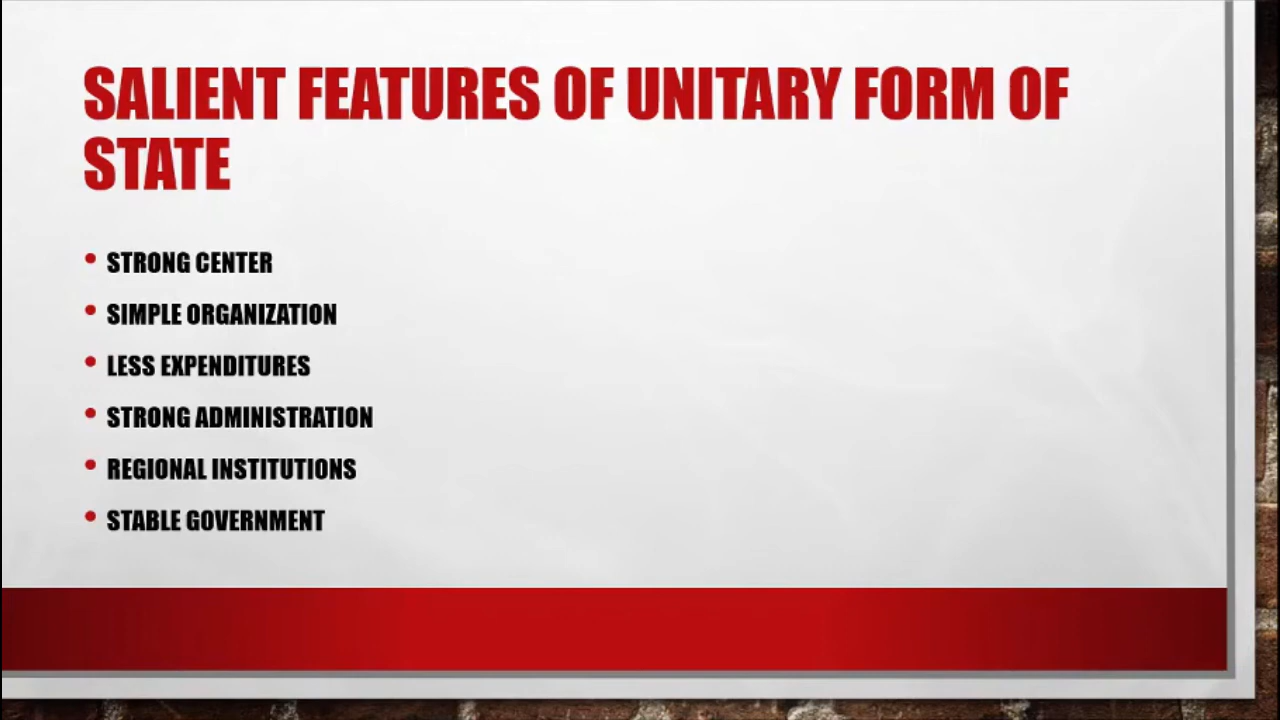 SALIENT FEATURES OF UNITARY FORM OF
STATE
• STRONG CENTER
• SIMPLE ORGANIZATION
• LESS EXPENDITURES
• STRONG ADMINISTRATION
• REGIONAL INSTITUTIONS
• STABLE GOVERNMENT